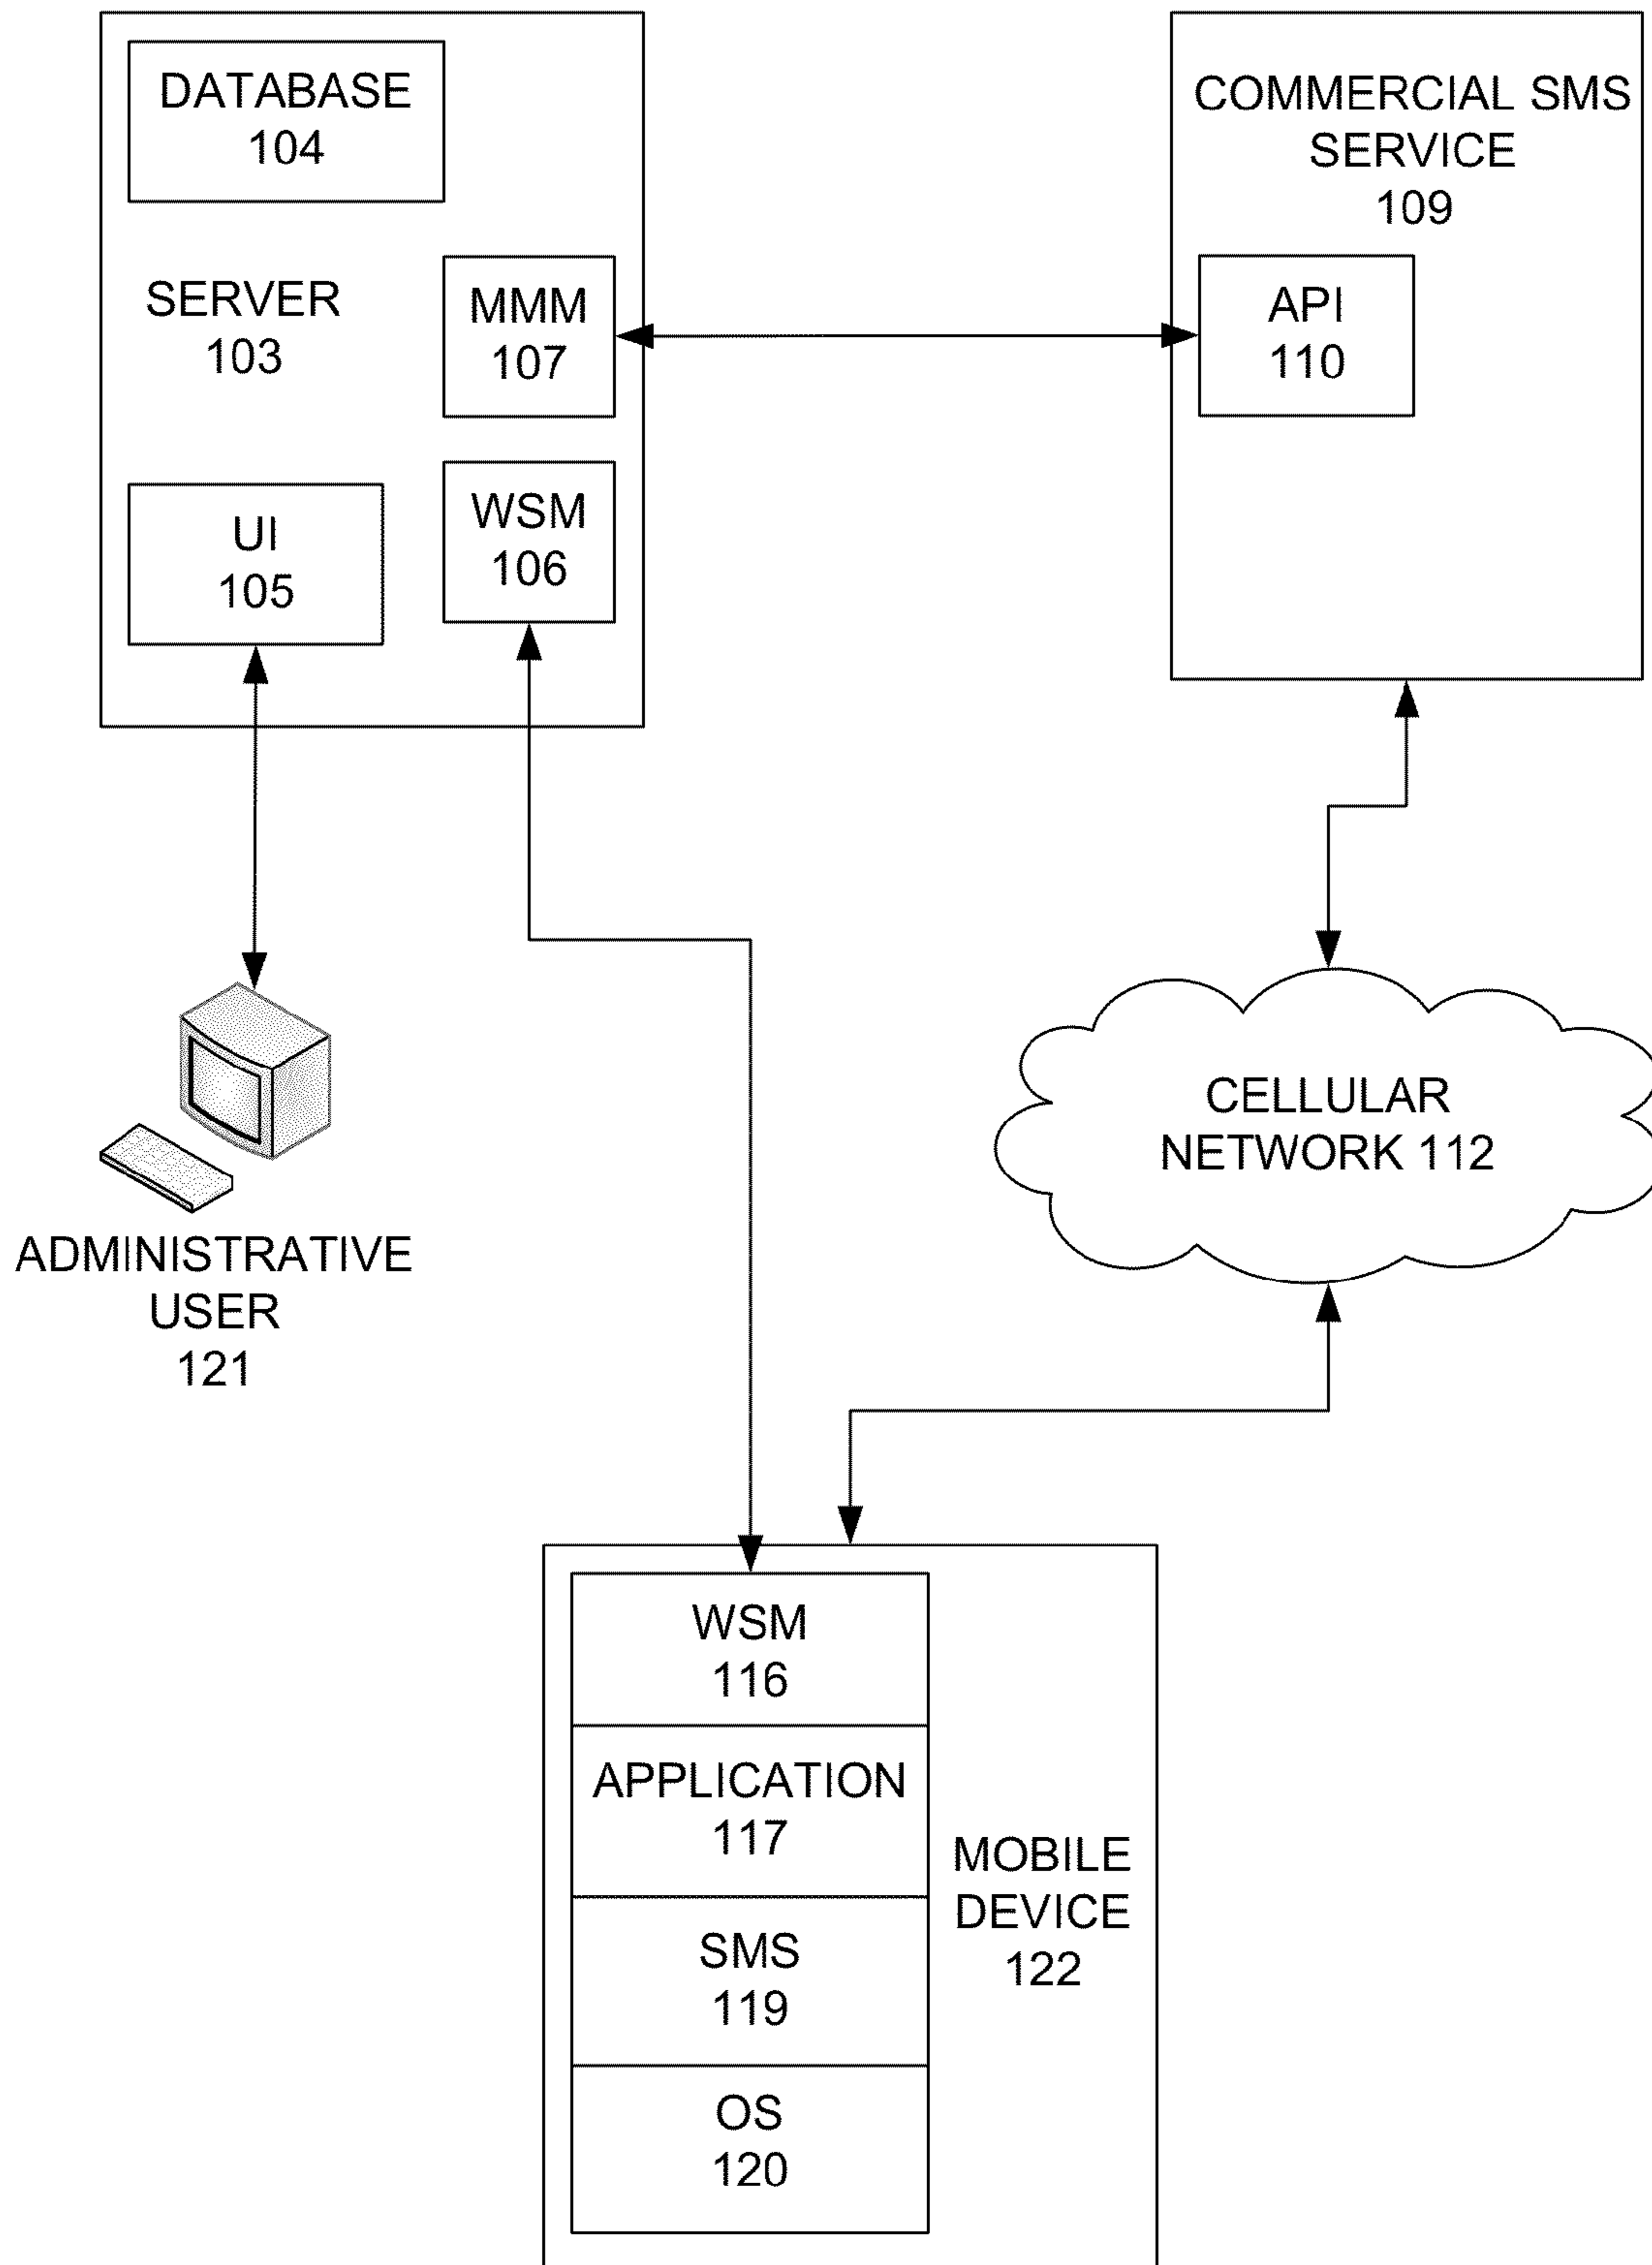 DATABASE
104
SERVER
103
MMM
107
UI
105
WSM
106
COMMERCIAL SMS
SERVICE
109
API
110
ADMINISTRATIVE
USER
121
CELLULAR
NETWORK 112
WSM
116
APPLICATION
117
SMS
119
OS
120
MOBILE
DEVICE
122